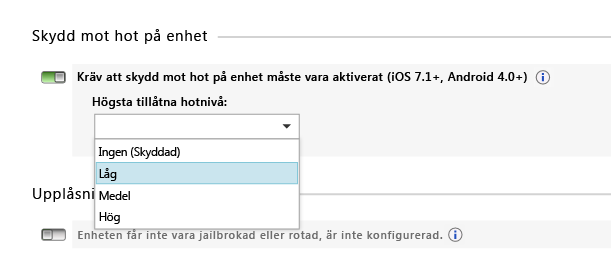 Skydd mot hot på enhet
Kräv att skydd mot hot på enhet måste vara aktiverat (iOS 7.1+, Android 4.0+)
Högsta tillåtna hotnivå:
Ingen (Skyddad)
Låg
Medel
Hög
Enheten får inte vara jailbrokad eller rotad, är inte konfigurerad.